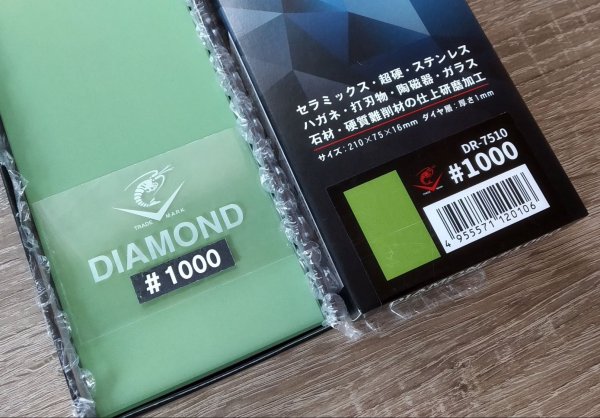 TRADE MARK
DIAMOND
#1000
セラミックス・超硬・ステンレス
ハガネ・打刃物・陶磁器・ガラス
石材・硬質難削材の仕上研磨加工
サイズ:210×75×16mm ダイヤ層:厚さ1mm
DR-7510
#1000
4 955571 120106